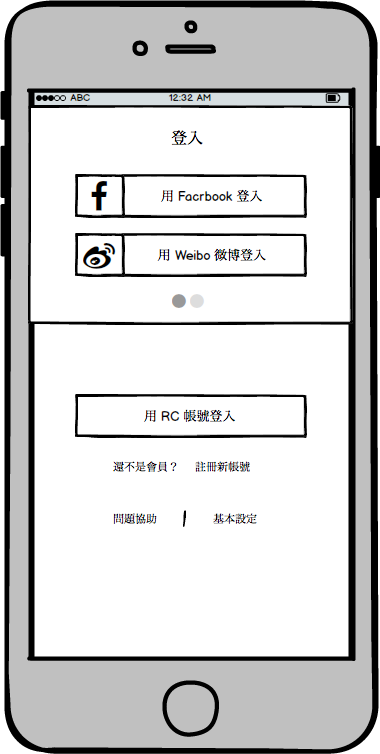 ABC 12:32 AM
登入
用 Facrbook 登入
用 Weibo 微博登入
用 RC 帳號登入
還不是會員？ 註冊新帳號
問題協助 | 基本設定